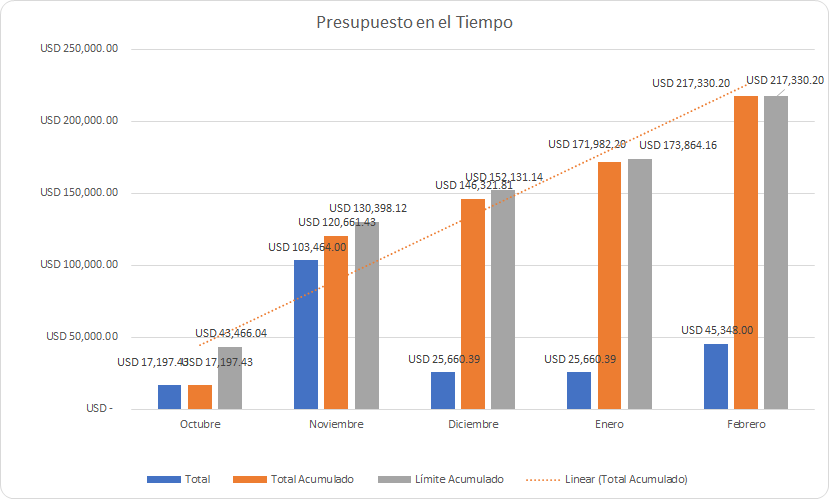 Presupuesto en el Tiempo
USD 250,000.00
USD 200,000.00
USD 150,000.00
USD 100,000.00
USD 50,000.00
USD -
USD 17,197.43
USD 17,197.43
USD 43,466.04
USD 103,464.00
USD 120,661.43
USD 130,398.12
USD 25,660.39
USD 146,321.81
USD 152,131.14
USD 25,660.39
USD 171,982.20
USD 173,864.16
USD 45,348.00
USD 217,330.20
USD 217,330.20
Octubre
Noviembre
Diciembre
Enero
Febrero
Total
Total Acumulado
Límite Acumulado
Linear (Total Acumulado)